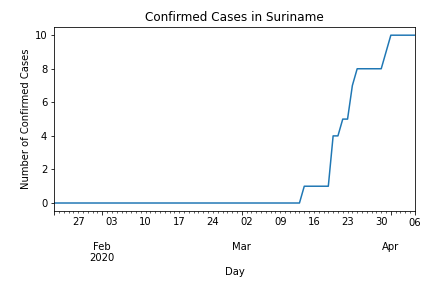 Confirmed Cases in Suriname
Number of Confirmed Cases
10
8
6
4
2
0
27 03 10 17 24 02 09 16 23 30 06
Feb Mar Apr
2020
Day